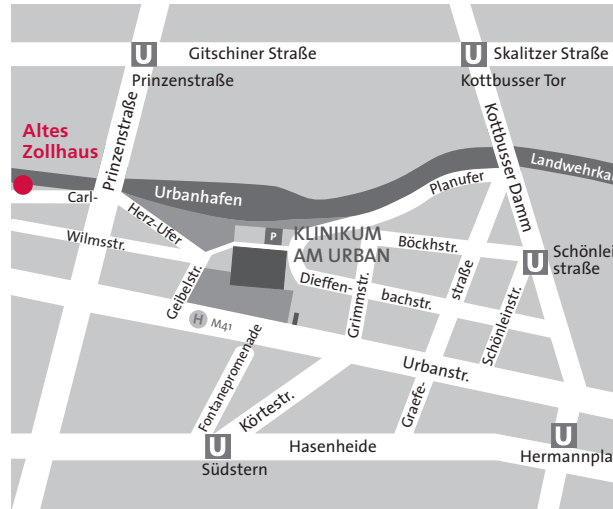 U
U
Gitschiner Straße
Skalitzer Straße
Prinzenstraße
Kottbusser Tor
Altes
Zollhaus
Prinzenstraße
Kottbusser Damm
Landwehrka
Urbanhafen
Planufer
Carl-
Herz-Ufer
Wilmsstr.
P
KLINIKUM
AM URBAN
Böckhstr.
U
Schönlei
straße
Geibelstr.
Dieffen-
bachstr.
Grimmstr.
Graefe-
straße
Schönleinstr.
H
M41
Urbanstr.
Fontanepromenade
Körtestr.
U
Südstern
Hasenheide
U
Hermannpla